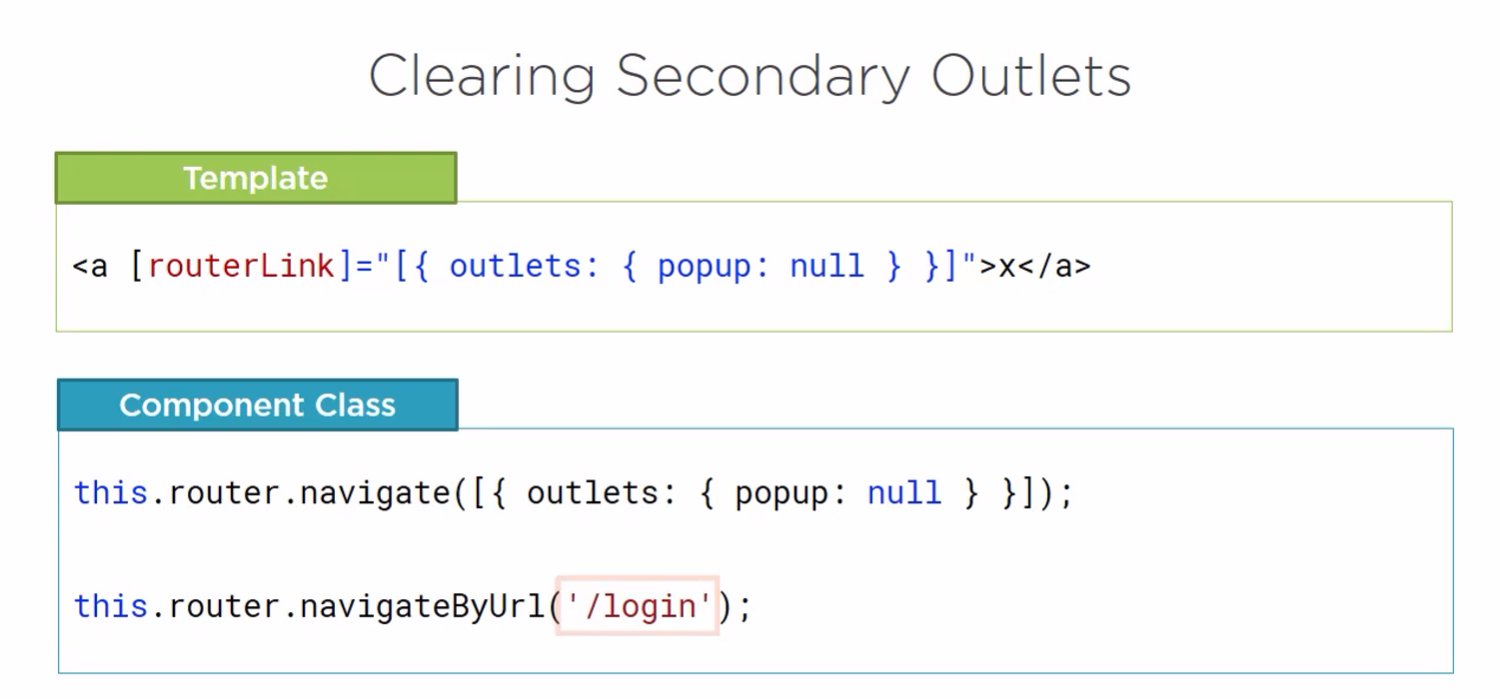 Clearing Secondary Outlets
Template
<a [routerLink]="[{ outlets: { popup: null } }]">x</a>
Component Class
this.router.navigate([{ outlets: { popup: null } }]);
this.router.navigateByUrl('/login');